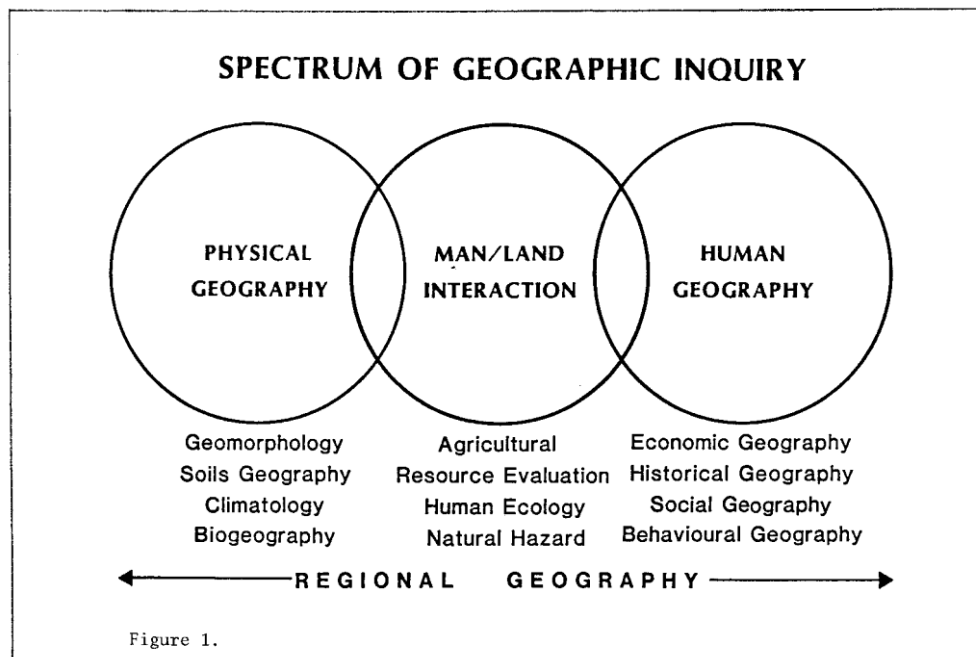 SPECTRUM OF GEOGRAPHIC INQUIRY
PHYSICAL
GEOGRAPHY
MAN/LAND
INTERACTION
HUMAN
GEOGRAPHY
Geomorphology
Soils Geography
Climatology
Biogeography
Agricultural
Resource Evaluation
Human Ecology
Natural Hazard
Economic Geography
Historical Geography
Social Geography
Behavioural Geography
REGIONAL GEOGRAPHY
Figure 1.